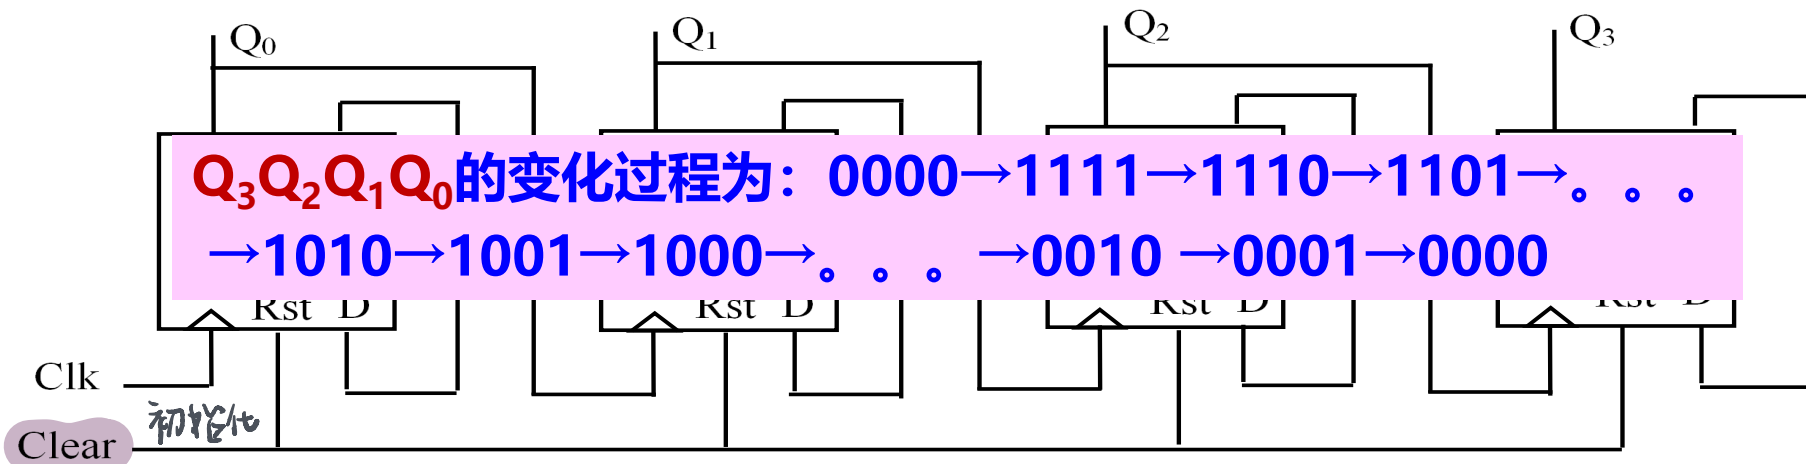 Q₀ Q₁ Q₂ Q₃
Q₃Q₂Q₁Q₀的变化过程为：0000→1111→1110→1101→。。。
→1010→1001→1000→。。。→0010 →0001→0000
Rst D Rst D Rst D Rst D
Clk
初始化
Clear